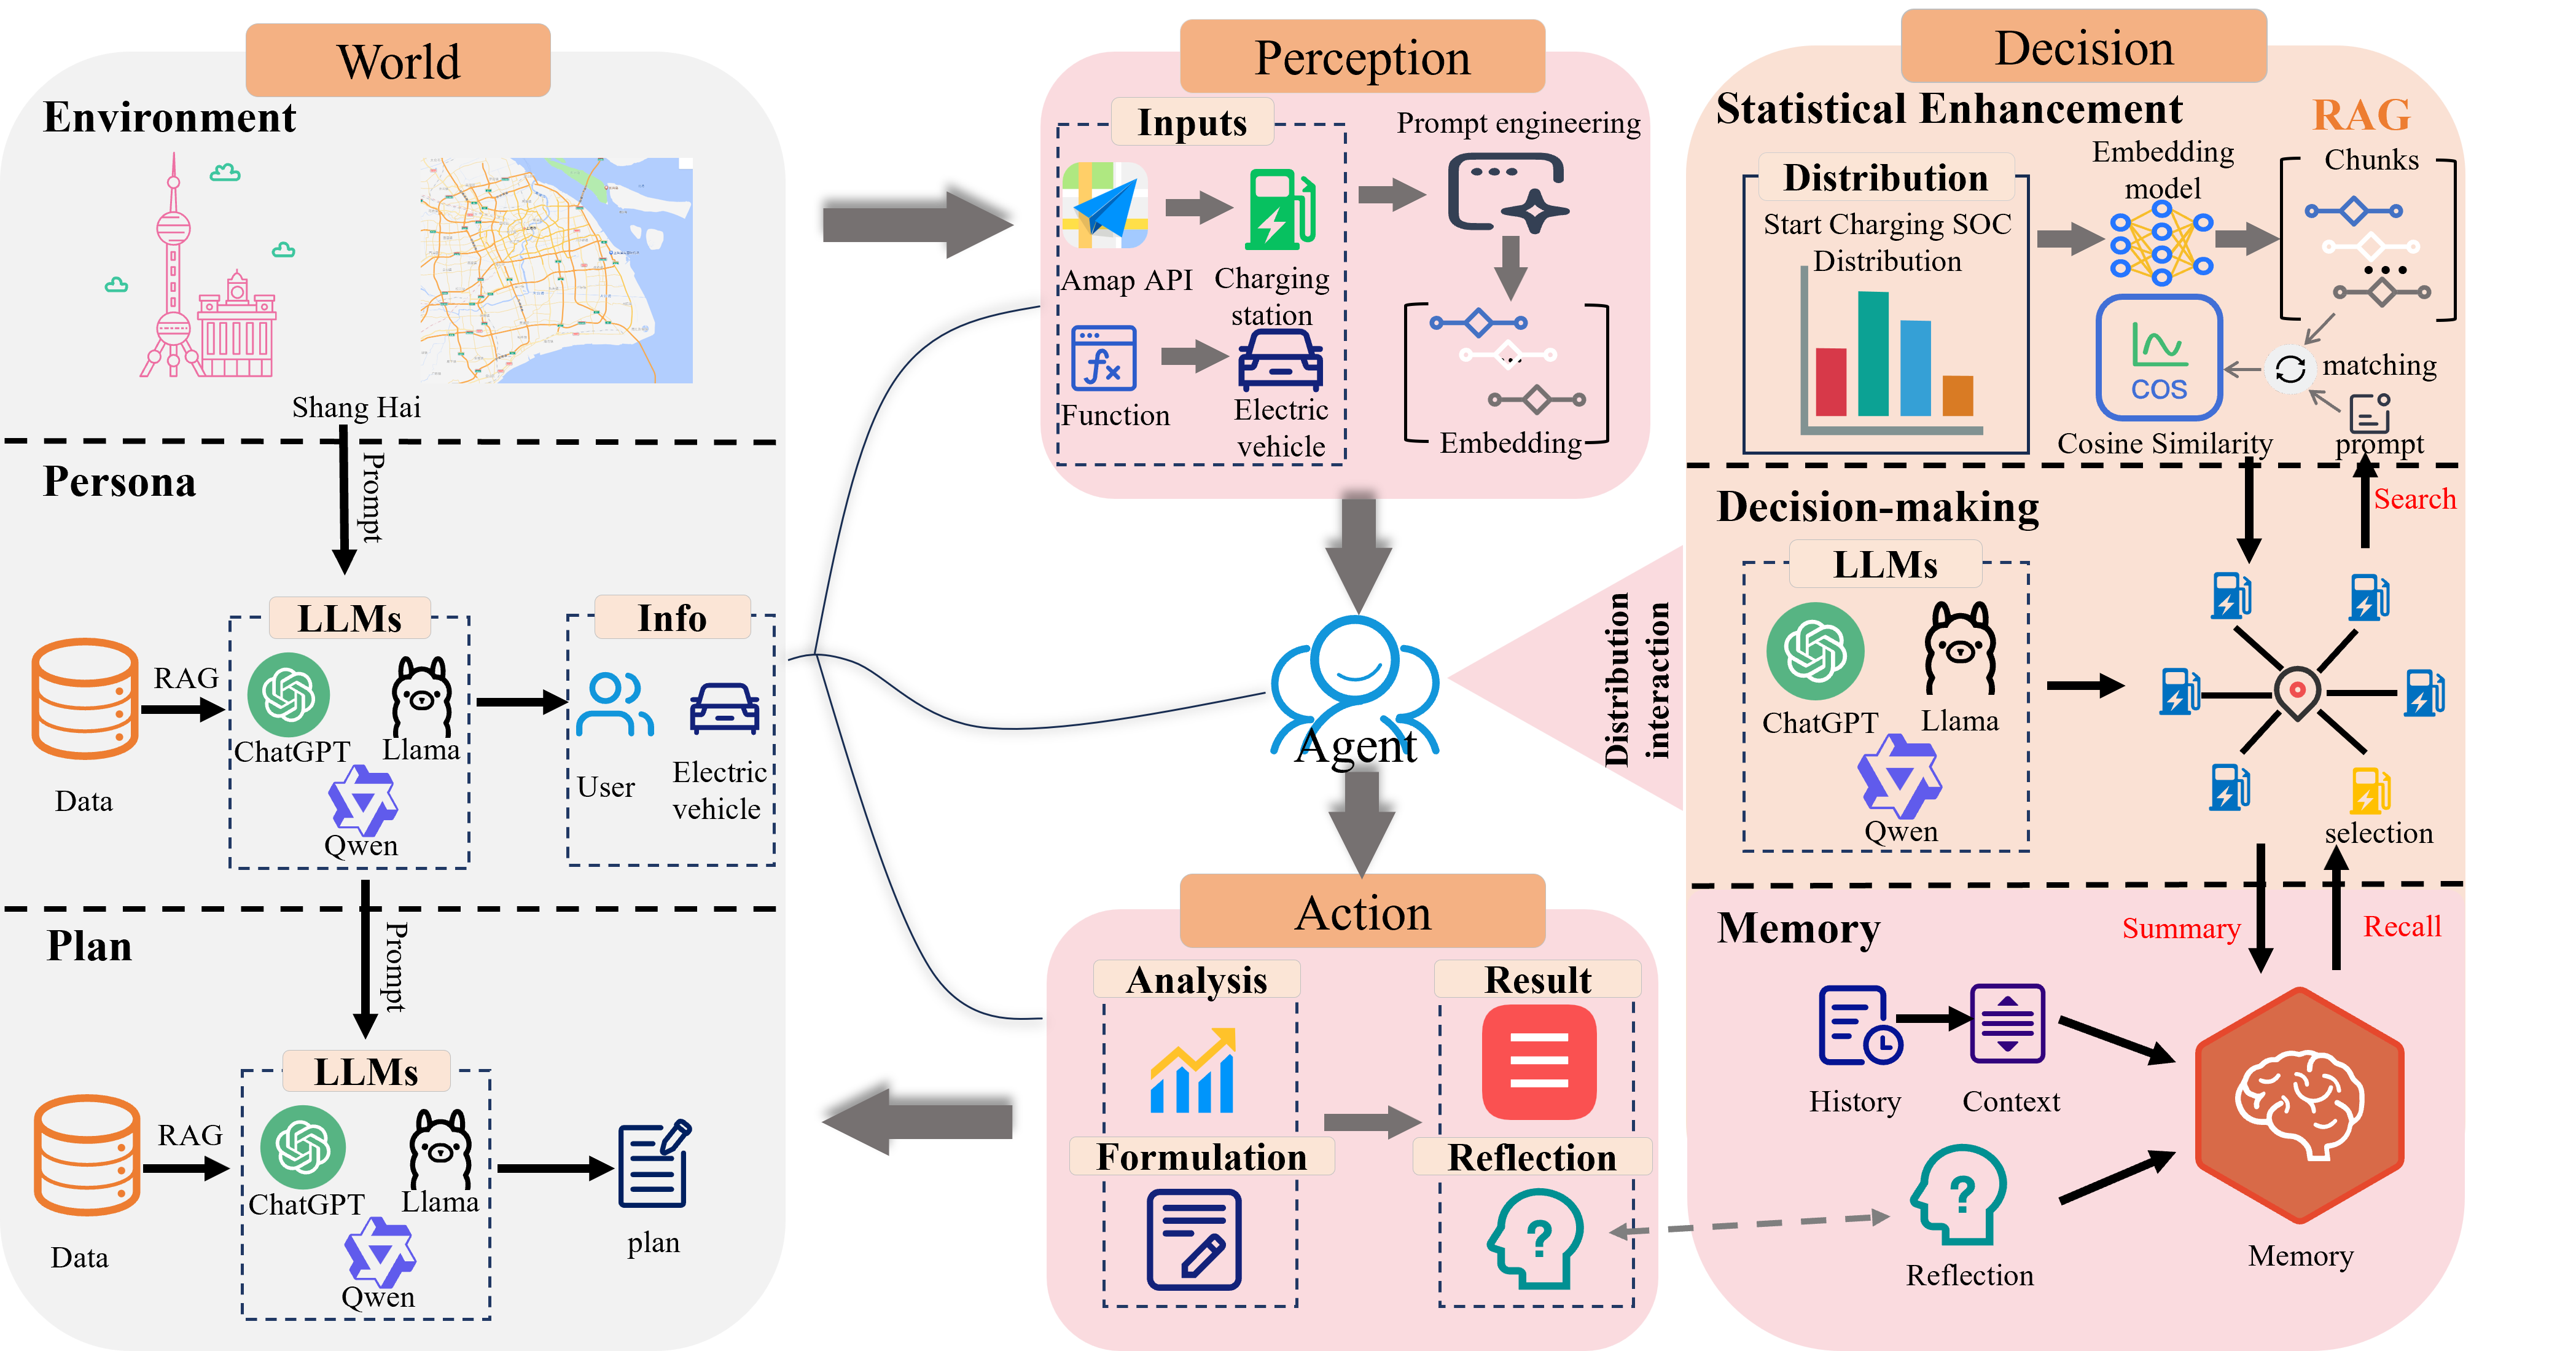 World
Environment
Shang Hai
Prompt
Persona
LLMs
Info
RAG
ChatGPT
Llama
Qwen
Data
User
Electric
vehicle
Prompt
Plan
LLMs
RAG
ChatGPT
Llama
Qwen
Data
plan
Perception
Inputs
Prompt engineering
Amap API
Charging
station
Function
Electric
vehicle
Embedding
Agent
Distribution
interaction
Action
Analysis
Result
Formulation
Reflection
Decision
Statistical Enhancement
RAG
Distribution
Start Charging SOC
Distribution
Embedding
model
Chunks
COS
matching
Cosine Similarity
prompt
Search
Decision-making
LLMs
ChatGPT
Llama
Qwen
selection
Memory
Summary
Recall
History
Context
Reflection
Memory